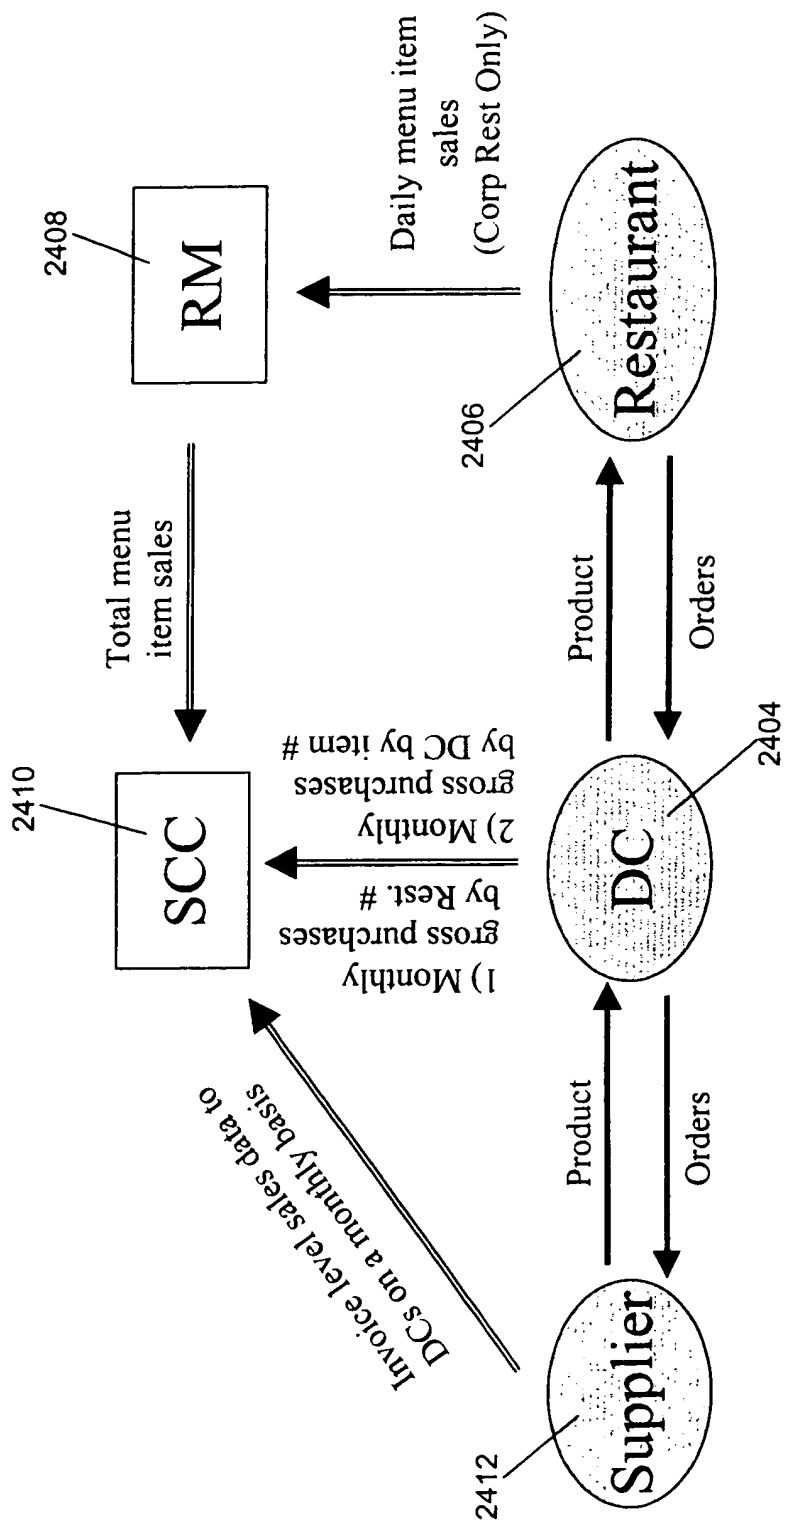 2410
SCC
Total menu
item sales
2408
RM
Invoice level sales data to
DCs on a monthly basis
1) Monthly
gross purchases
by Rest. #
2) Monthly
gross purchases
by DC by item #
Daily menu item
sales
(Corp Rest Only)
2412
Supplier
Product
Orders
DC
2404
Product
Orders
2406
Restaurant